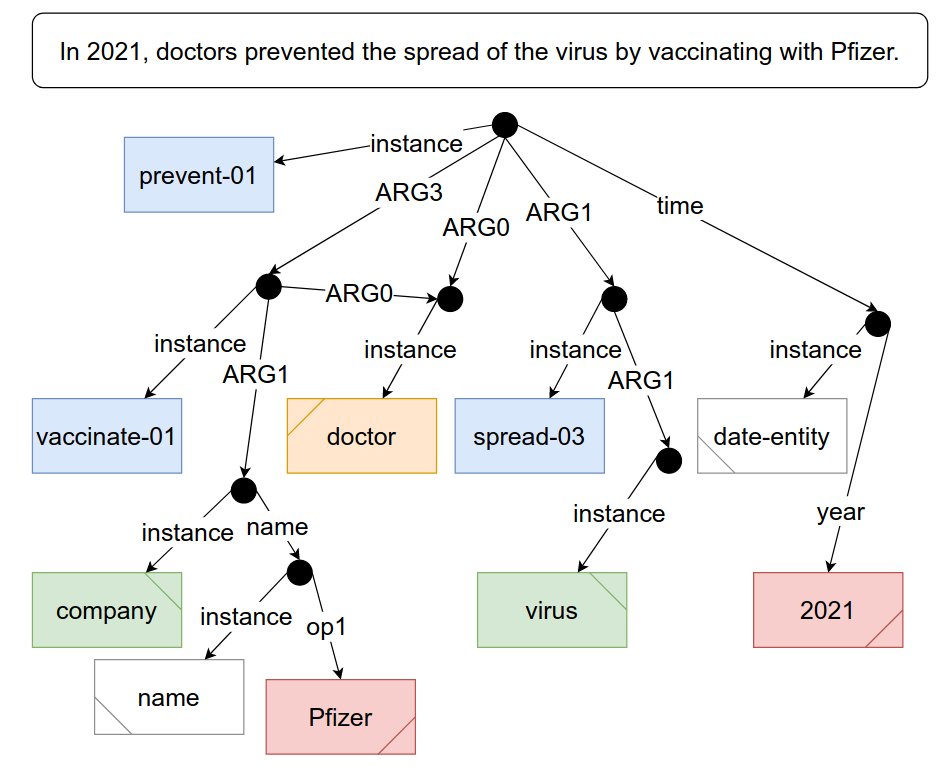 In 2021, doctors prevented the spread of the virus by vaccinating with Pfizer.
instance
prevent-01
ARG3
ARG0
ARG1
time
ARG0
instance
instance
instance
instance
ARG1
ARG1
vaccinate-01
doctor
spread-03
date-entity
instance
name
instance
year
company
virus
2021
instance
op1
name
Pfizer